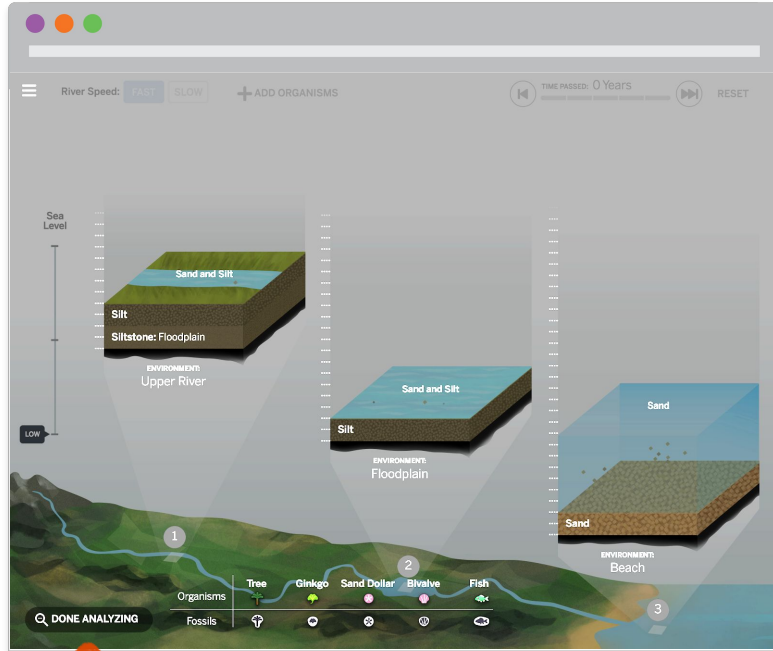 River Speed: FAST SLOW ADD ORGANISMS TIME PASSED: 0 Years RESET
Sea
Level
LOW
Sand and Silt
Silt
Siltstone: Floodplain
ENVIRONMENT:
Upper River
Sand and Silt
Silt
ENVIRONMENT:
Floodplain
Sand
Sand
ENVIRONMENT:
Beach
1
2
3
Tree Ginkgo Sand Dollar Bivalve Fish
Organisms
Fossils
DONE ANALYZING